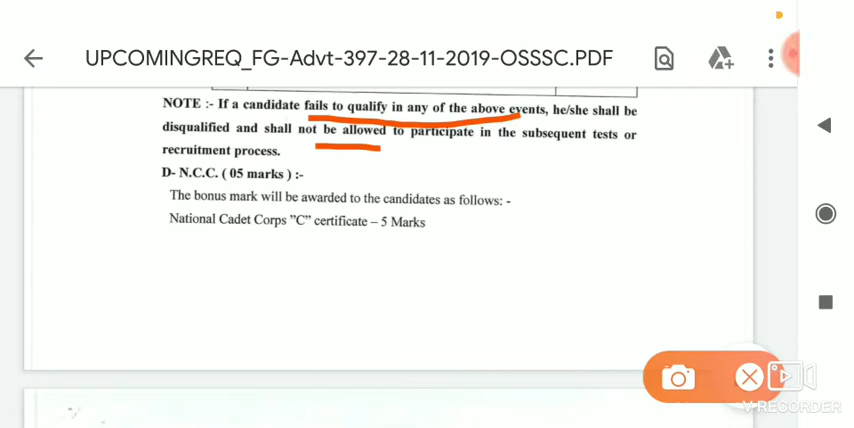 UPCOMINGREQ_FG-Advt-397-28-11-2019-OSSSC.PDF
NOTE :- If a candidate fails to qualify in any of the above events, he/she shall be
disqualified and shall not be allowed to participate in the subsequent tests or
recruitment process.
D- N.C.C. ( 05 marks ) :-
The bonus mark will be awarded to the candidates as follows: -
National Cadet Corps ”C” certificate – 5 Marks
V RECORDER